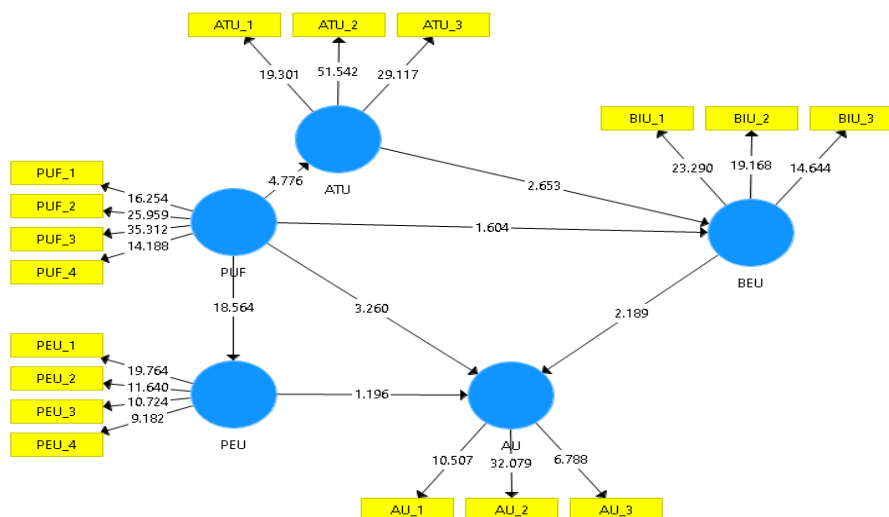 ATU_1
ATU_2
ATU_3
19.301
51.542
29.117
ATU
BIU_1
BIU_2
BIU_3
23.290
19.168
14.644
BEU
PUF_1
PUF_2
PUF_3
PUF_4
16.254
25.959
35.312
14.188
PUF
4.776
2.653
1.604
18.564
3.260
2.189
PEU_1
PEU_2
PEU_3
PEU_4
19.764
11.640
10.724
9.182
PEU
1.196
AU
10.507
32.079
6.788
AU_1
AU_2
AU_3